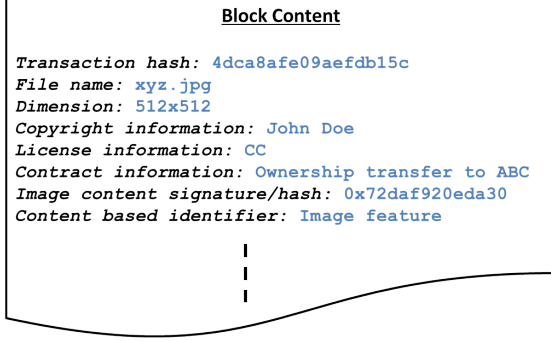 Block Content
Transaction hash: 4dca8afe09aefdb15c
File name: xyz.jpg
Dimension: 512x512
Copyright information: John Doe
License information: CC
Contract information: Ownership transfer to ABC
Image content signature/hash: 0x72daf920eda30
Content based identifier: Image feature